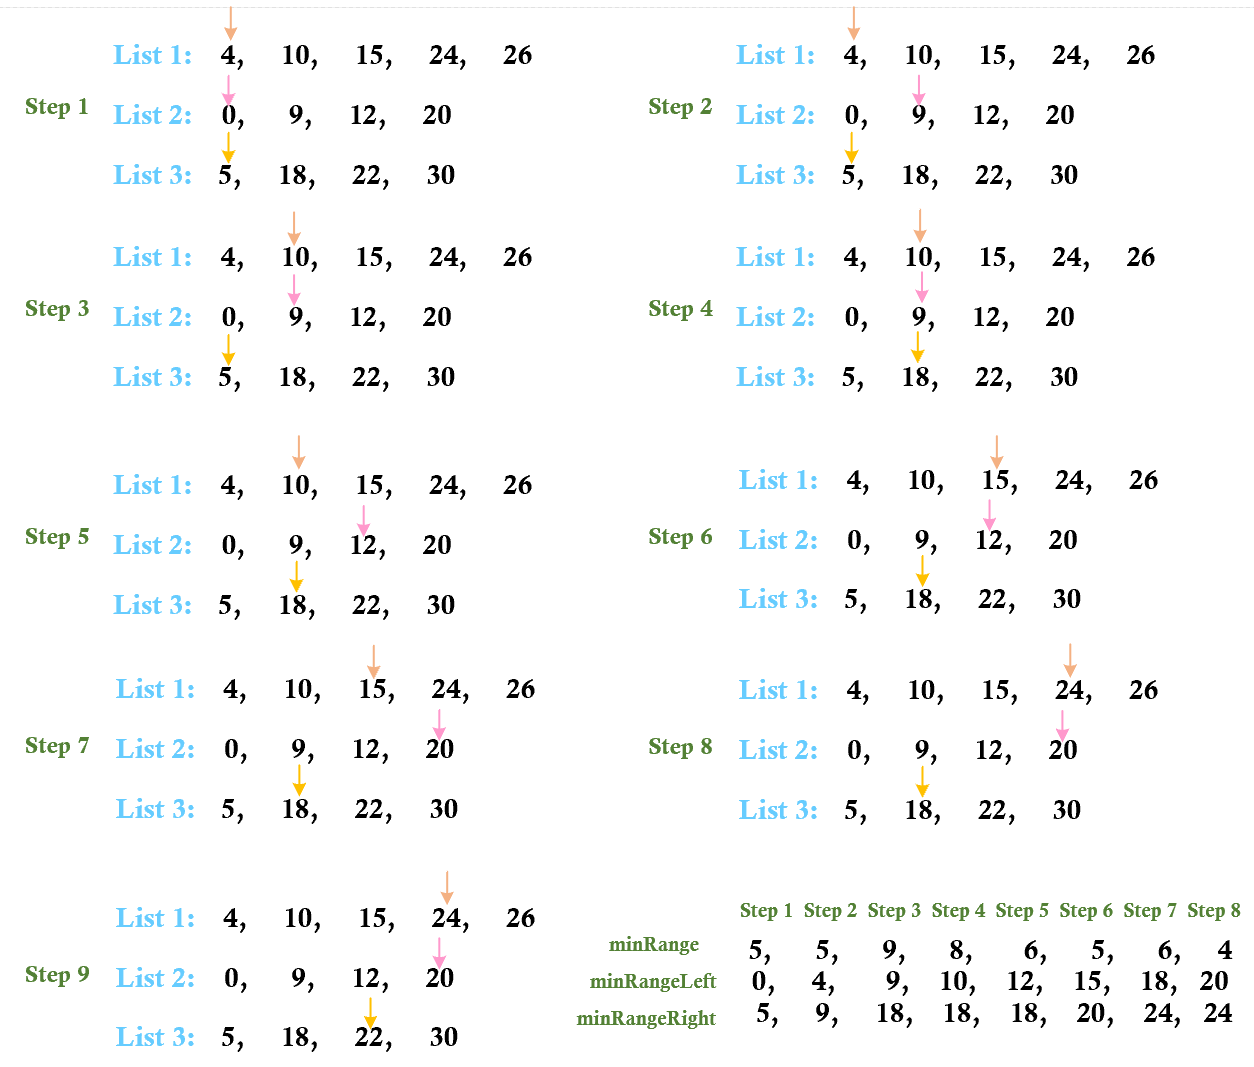 List 1: 4, 10, 15, 24, 26
Step 1
List 2: 0, 9, 12, 20
List 3: 5, 18, 22, 30
List 1: 4, 10, 15, 24, 26
Step 2
List 2: 0, 9, 12, 20
List 3: 5, 18, 22, 30
List 1: 4, 10, 15, 24, 26
Step 3
List 2: 0, 9, 12, 20
List 3: 5, 18, 22, 30
List 1: 4, 10, 15, 24, 26
Step 4
List 2: 0, 9, 12, 20
List 3: 5, 18, 22, 30
List 1: 4, 10, 15, 24, 26
Step 5
List 2: 0, 9, 12, 20
List 3: 5, 18, 22, 30
List 1: 4, 10, 15, 24, 26
Step 6
List 2: 0, 9, 12, 20
List 3: 5, 18, 22, 30
List 1: 4, 10, 15, 24, 26
Step 7
List 2: 0, 9, 12, 20
List 3: 5, 18, 22, 30
List 1: 4, 10, 15, 24, 26
Step 8
List 2: 0, 9, 12, 20
List 3: 5, 18, 22, 30
List 1: 4, 10, 15, 24, 26
Step 9
List 2: 0, 9, 12, 20
List 3: 5, 18, 22, 30
Step 1 Step 2 Step 3 Step 4 Step 5 Step 6 Step 7 Step 8
minRange 5, 5, 9, 8, 6, 5, 6, 4
minRangeLeft 0, 4, 9, 10, 12, 15, 18, 20
minRangeRight 5, 9, 18, 18, 18, 20, 24, 24